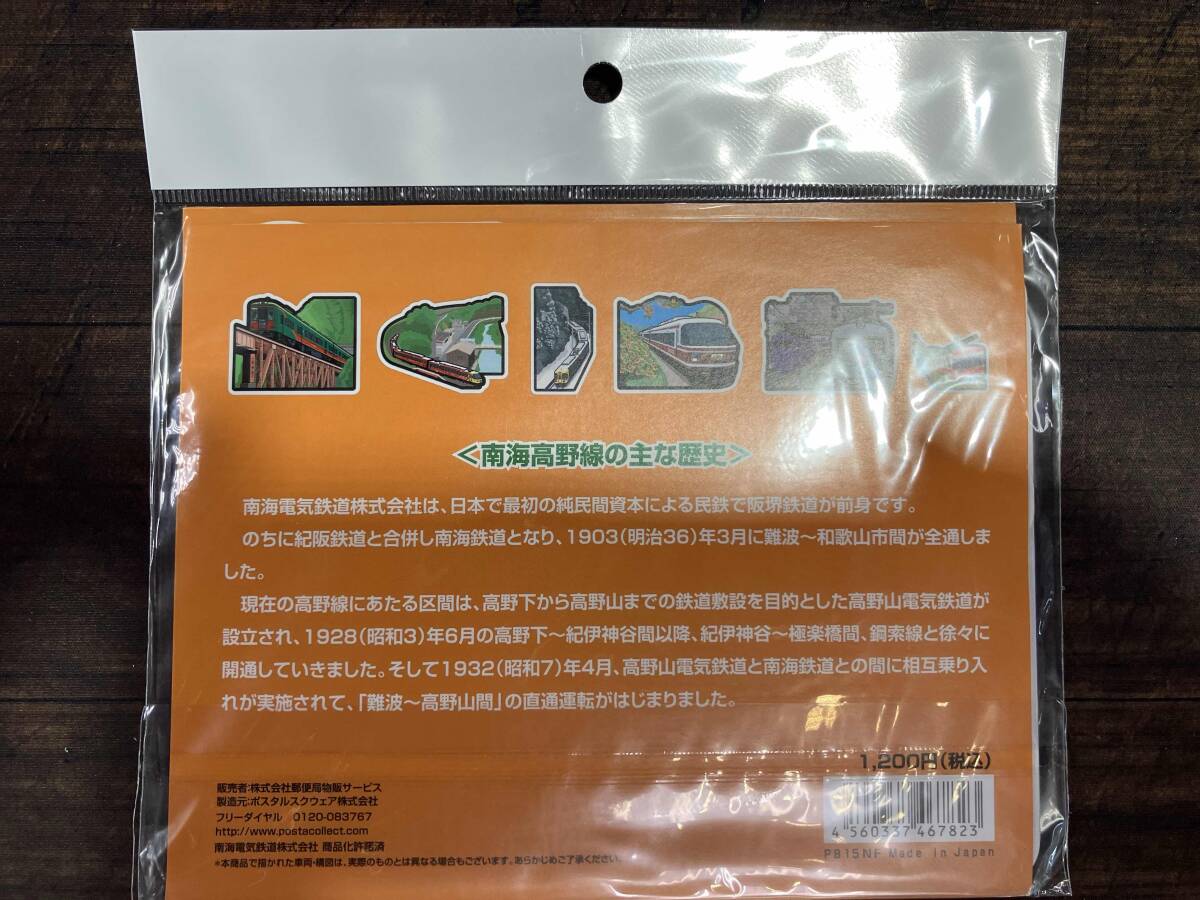 <南海高野線の主な歴史>
南海電気鉄道株式会社は、日本で最初の純民間資本による民鉄で阪堺鉄道が前身です。
のちに紀阪鉄道と合併し南海鉄道となり、1903(明治36)年3月に難波〜和歌山市間が全通しま
した。
現在の高野線にあたる区間は、高野下から高野山までの鉄道敷設を目的とした高野山電気鉄道が
設立され、1928(昭和3)年6月の高野下〜紀伊神谷間以降、紀伊神谷〜極楽橋間、鋼索線と徐々に
開通していきました。そして1932(昭和7)年4月、高野山電気鉄道と南海鉄道との間に相互乗り入
れが実施されて、「難波〜高野山間」の直通運転がはじまりました。
1,200円(税込)
販売者:株式会社郵便局物販サービス
製造元:ポスタルスクウェア株式会社
フリーダイヤル 0120-083767
http://www.postacollect.com
南海電気鉄道株式会社 商品化許諾済
*本商品で描かれた車両・構図は、実際のものとは異なる場合もございます。あらかじめご了承ください。
4 560337 467823
P815NF Made in Japan